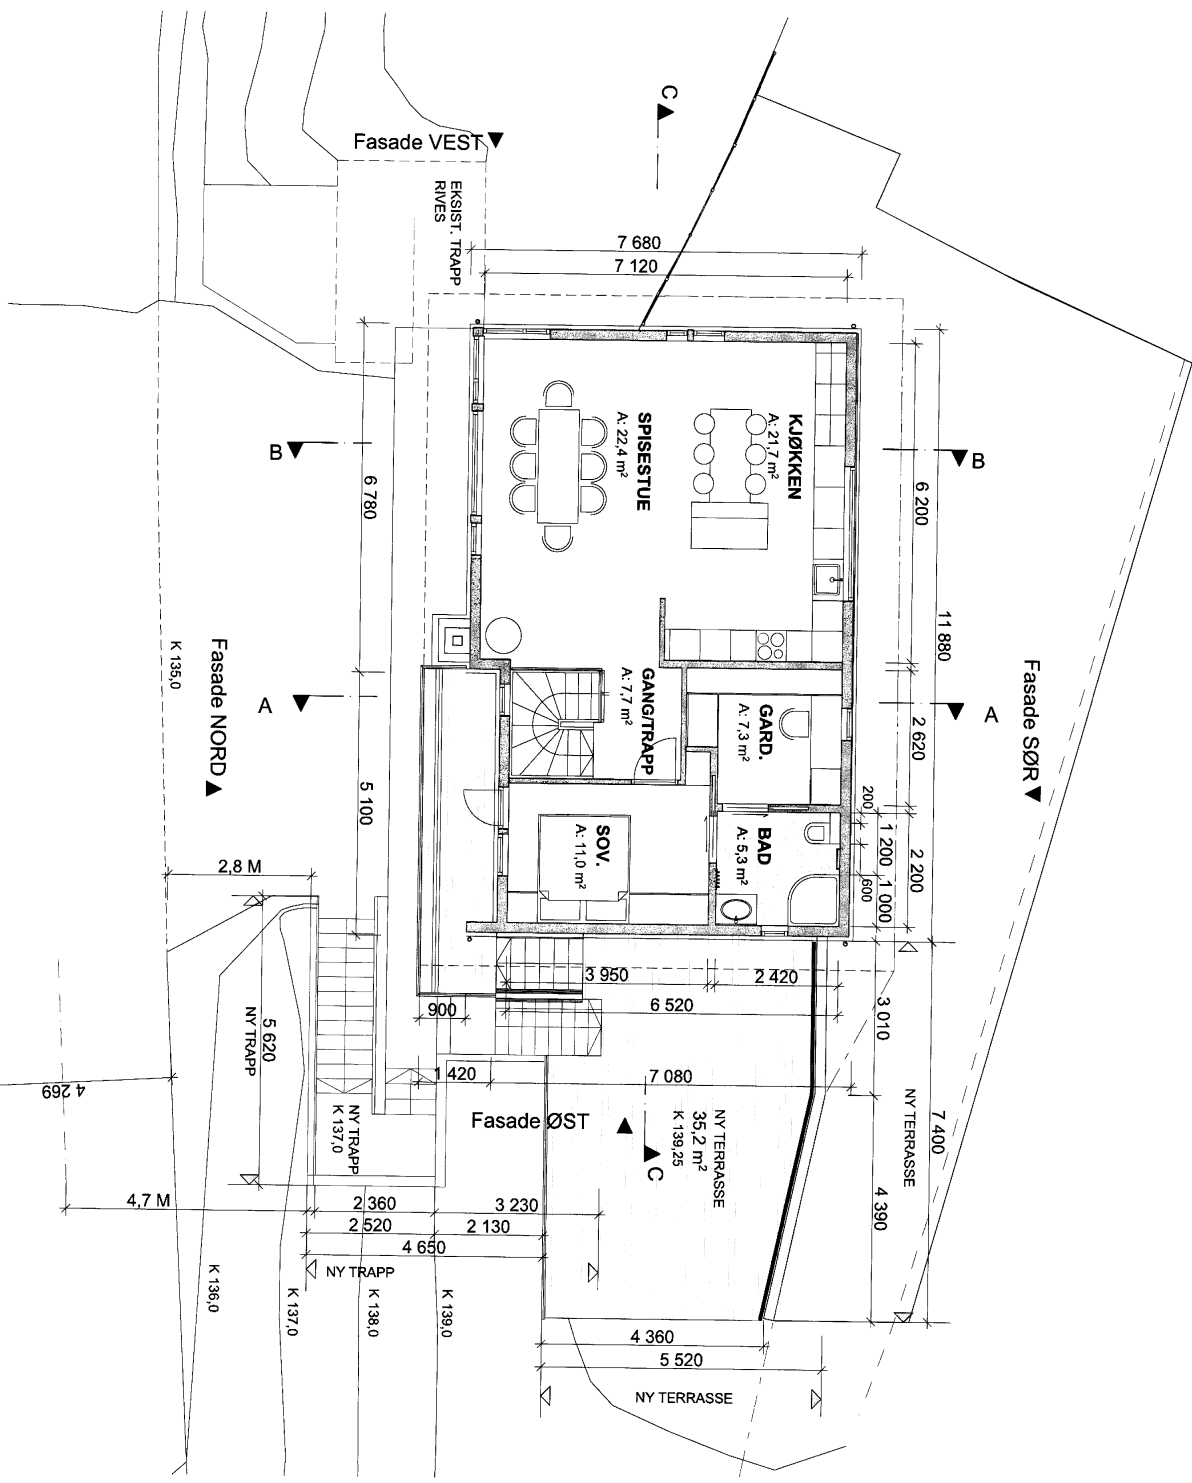 C
Fasade VEST
EKSIST. TRAPP
RIVES
7 680
7 120
B
B
6 780
6 200
11 880
SPISESTUE
A: 22,4 m²
KJØKKEN
A: 21,7 m²
K 135,0
Fasade NORD
Fasade SØR
A
A
GANG/TRAPP
A: 7,7 m²
GARD.
A: 7,3 m²
2 620
5 100
200
1 200
2 200
600
1 000
SOV.
A: 11,0 m²
BAD
A: 5,3 m²
2,8 M
3 950
2 420
900
6 520
3 010
5 620
NY TRAPP
1 420
7 080
4 269
NY TRAPP
K 137,0
Fasade ØST
C
NY TERRASSE
35,2 m²
K 139,25
NY TERRASSE
7 400
4 390
4,7 M
2 360
3 230
2 520
2 130
4 650
NY TRAPP
K 136,0
K 137,0
K 138,0
K 139,0
4 360
5 520
NY TERRASSE